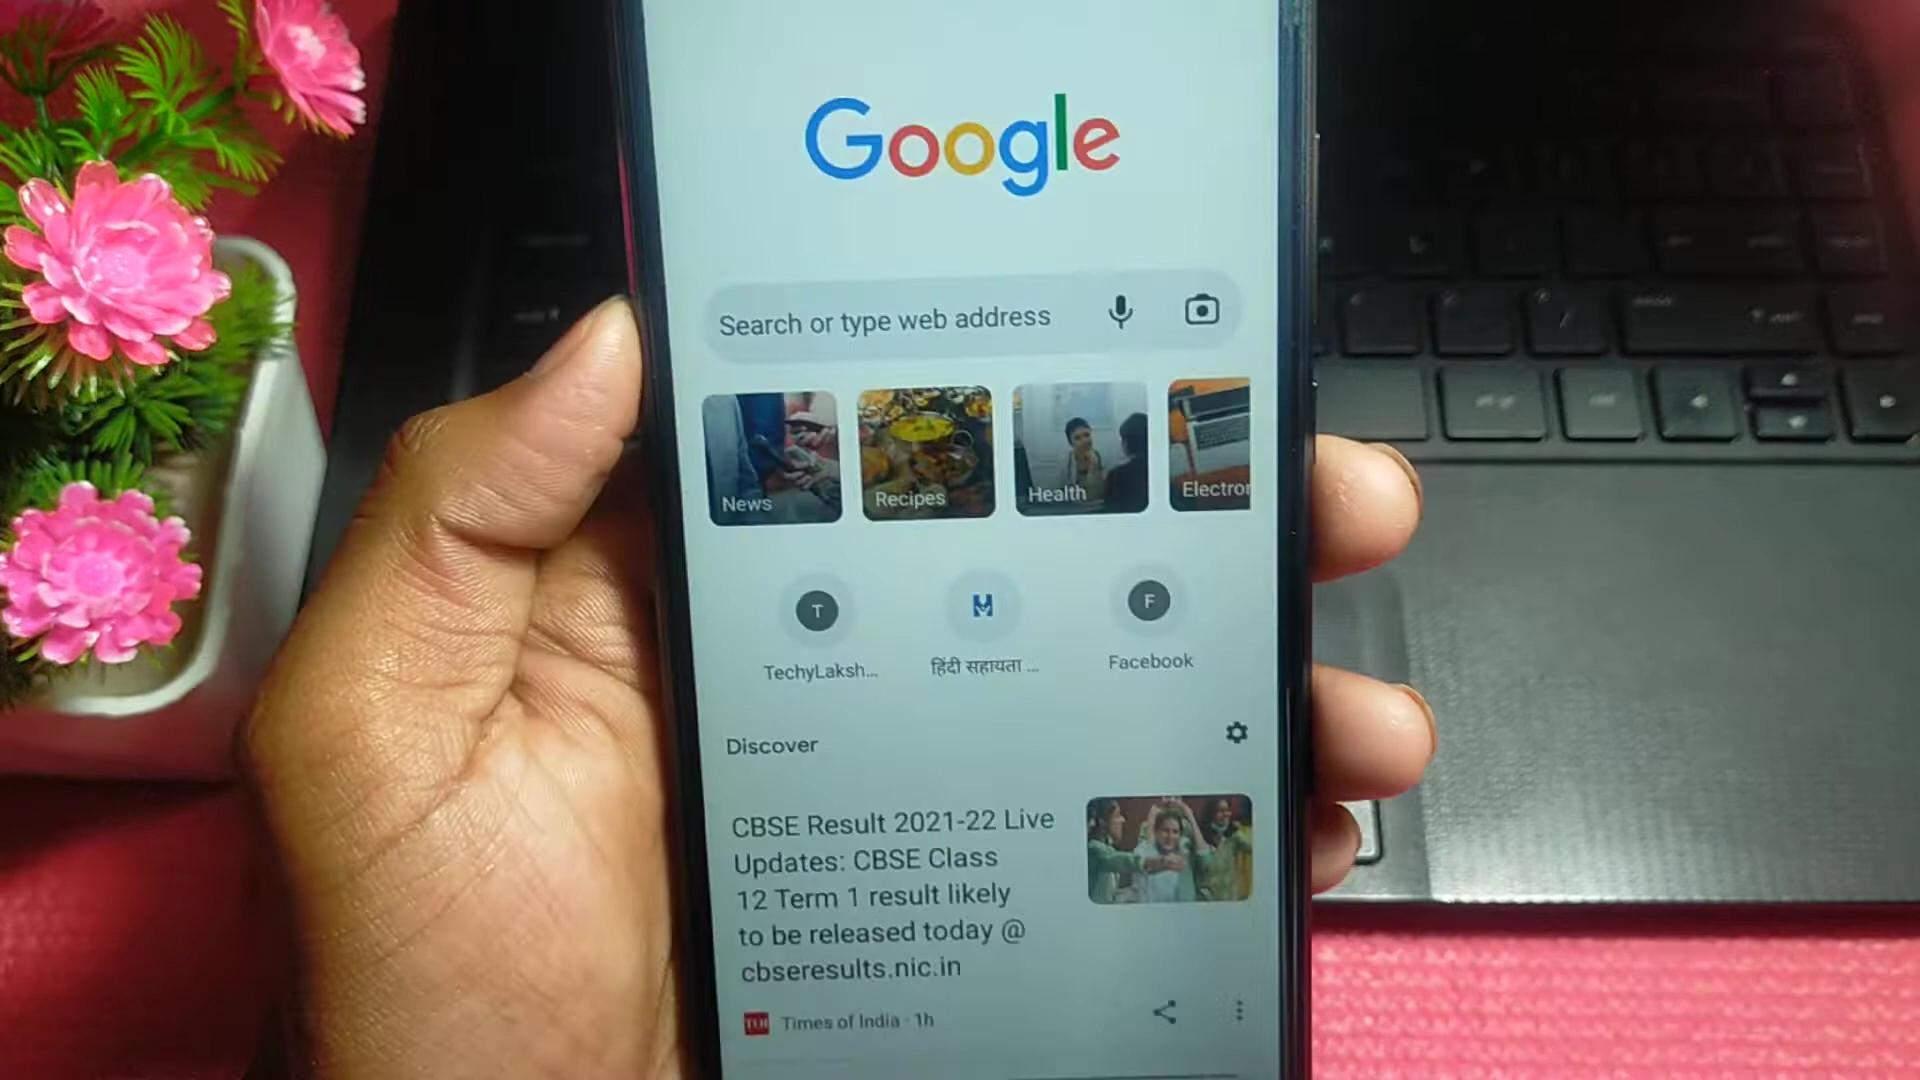 Google
Search or type web address
News
Recipes
Health
Electror
T
F
TechyLaksh...
हिंदी सहायता ...
Facebook
Discover
CBSE Result 2021-22 Live
Updates: CBSE Class
12 Term 1 result likely
to be released today @
cbseresults.nic.in
TOI Times of India · 1h